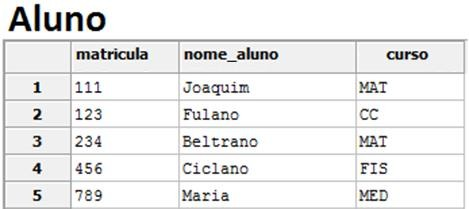 Aluno
matricula nome_aluno curso
1 111 Joaquim MAT
2 123 Fulano CC
3 234 Beltrano MAT
4 456 Ciclano FIS
5 789 Maria MED